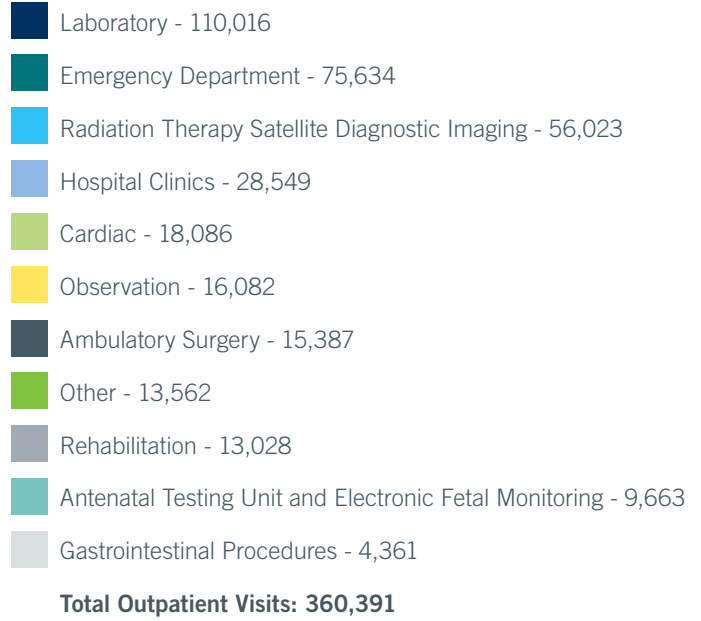 Laboratory - 110,016
Emergency Department - 75,634
Radiation Therapy Satellite Diagnostic Imaging - 56,023
Hospital Clinics - 28,549
Cardiac - 18,086
Observation - 16,082
Ambulatory Surgery - 15,387
Other - 13,562
Rehabilitation - 13,028
Antenatal Testing Unit and Electronic Fetal Monitoring - 9,663
Gastrointestinal Procedures - 4,361
Total Outpatient Visits: 360,391